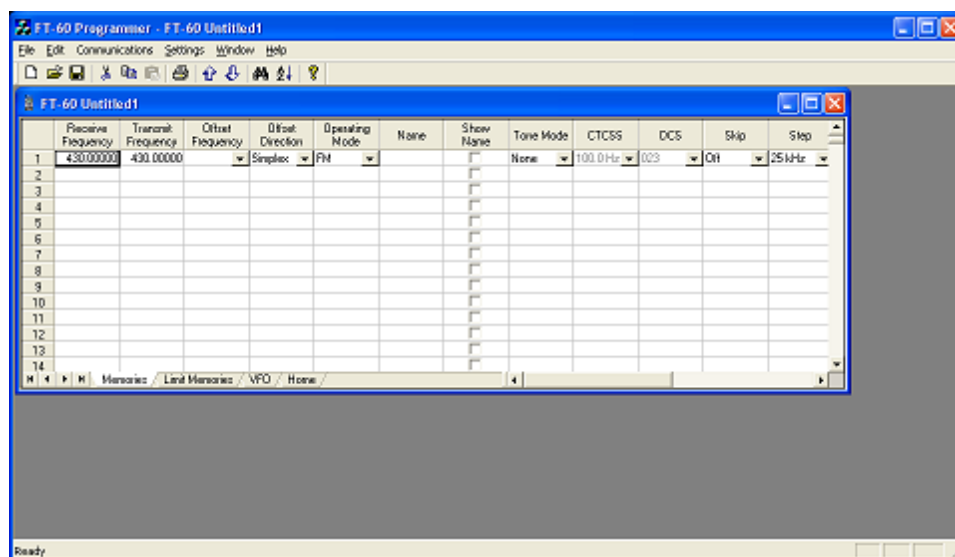 FT-60 Programmer - FT-60 Untitled1
File Edit Communications Settings Window Help
FT-60 Untitled1
Receive Frequency Transmit Frequency Offset Frequency Offset Direction Operating Mode Name Show Name Tone Mode CTCSS DCS Skip Step
1 430.00000 430.00000 Simplex FM None 100.0 Hz 023 Off 25 kHz
2
3
4
5
6
7
8
9
10
11
12
13
14
Memories / Limit Memories / VFO / Home /
Ready